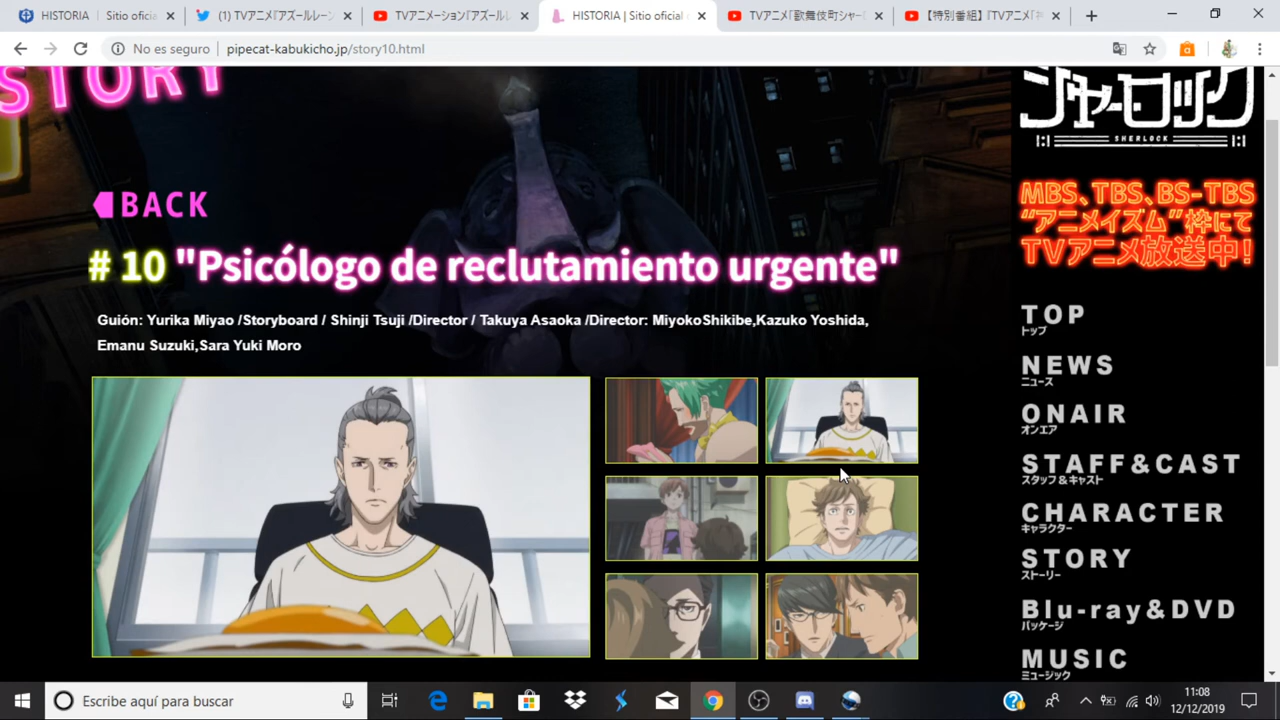 HISTORIA | Sitio oficia
(1) TVアニメ『アズールレーン
TVアニメーション『アズールレ
HISTORIA | Sitio oficial
TVアニメ「歌舞伎町シャーロ
【特別番組】『TVアニメ「
No es seguro
pipecat-kabukicho.jp/story10.html
STORY
シャーロック
SHERLOCK
BACK
MBS、TBS、BS-TBS
“アニメイズム”枠にて
TVアニメ放送中!
# 10 "Psicólogo de reclutamiento urgente"
Guión: Yurika Miyao /Storyboard / Shinji Tsuji /Director / Takuya Asaoka /Director: MiyokoShikibe,Kazuko Yoshida,
Emanu Suzuki,Sara Yuki Moro
TOP
トップ
NEWS
ニュース
ONAIR
オンエア
STAFF&CAST
スタッフ&キャスト
CHARACTER
キャラクター
STORY
ストーリー
Blu-ray&DVD
パッケージ
MUSIC
ミュージック
Escribe aquí para buscar
11:08
12/12/2019